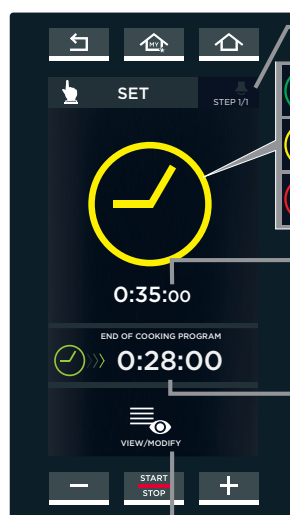 MY
SET
STEP 1/1
0:35:00
END OF COOKING PROGRAM
0:28:00
VIEW/MODIFY
START
STOP